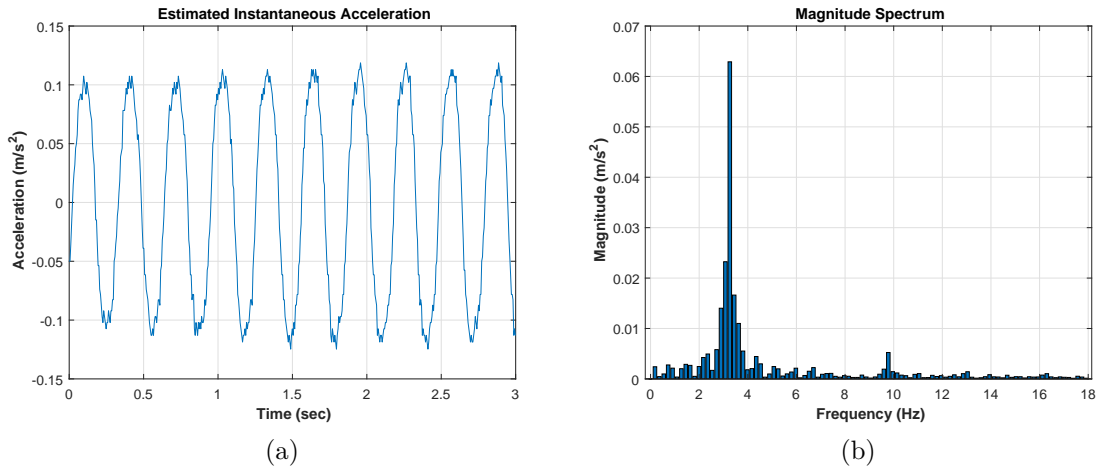 Estimated Instantaneous Acceleration
0.15
0.1
0.05
0
-0.05
-0.1
-0.15
Acceleration (m/s²)
0 0.5 1 1.5 2 2.5 3
Time (sec)
(a)
Magnitude Spectrum
0.07
0.06
0.05
0.04
0.03
0.02
0.01
0
Magnitude (m/s²)
0 2 4 6 8 10 12 14 16 18
Frequency (Hz)
(b)